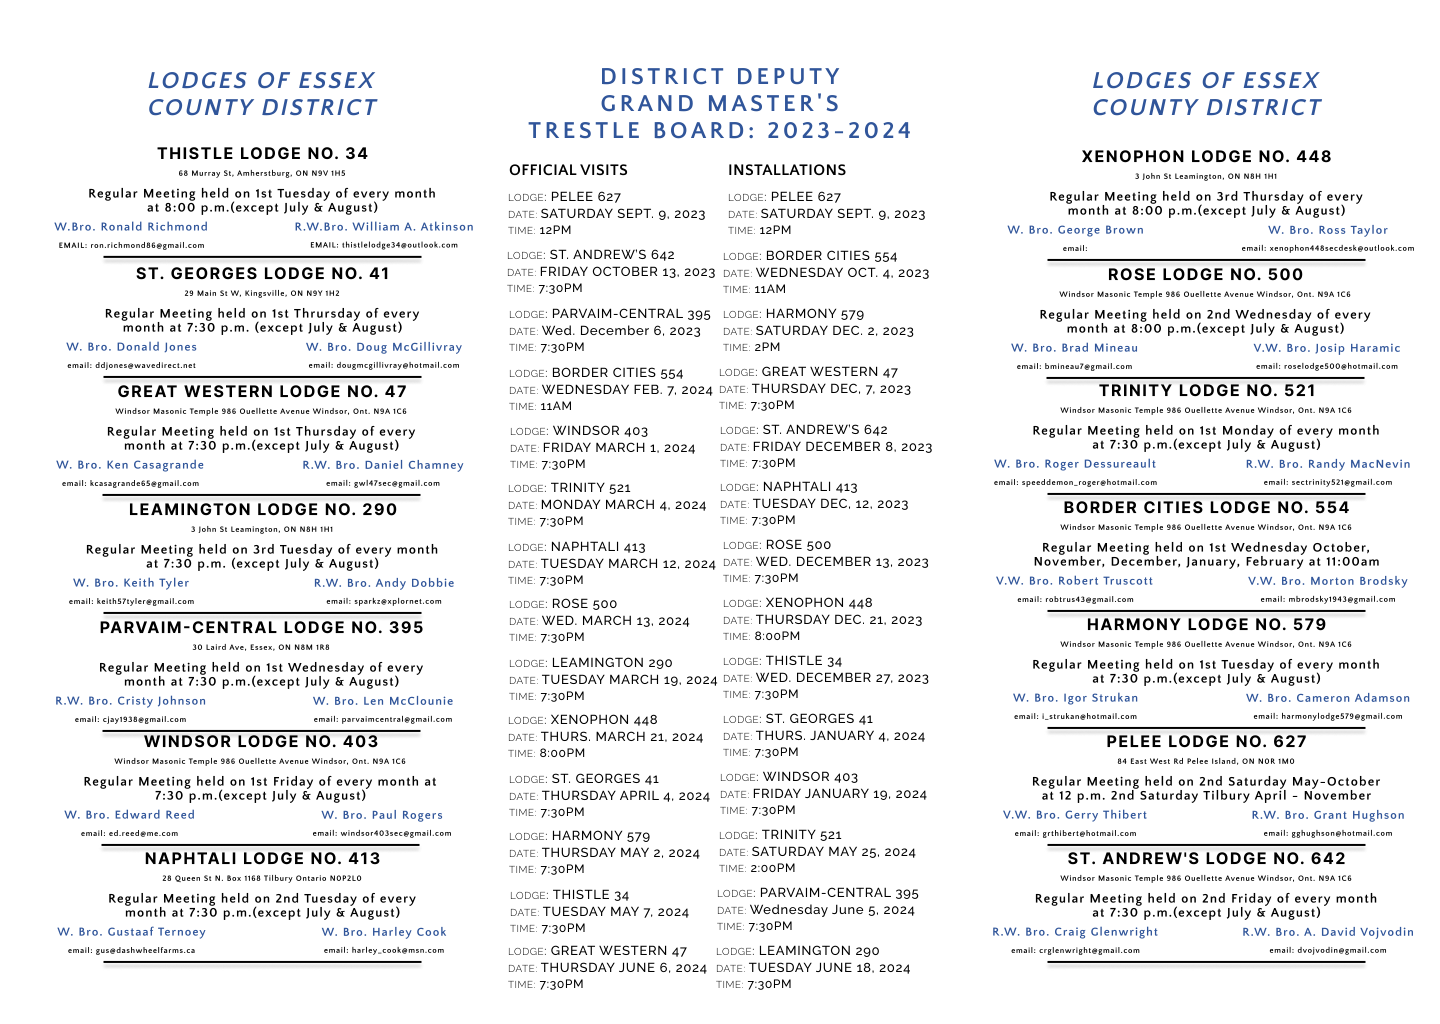 LODGES OF ESSEX
COUNTY DISTRICT
THISTLE LODGE NO. 34
68 Murray St, Amherstburg, ON N9V 1H5
Regular Meeting held on 1st Tuesday of every month
at 8:00 p.m.(except July & August)
W.Bro. Ronald Richmond R.W.Bro. William A. Atkinson
EMAIL: ron.richmond86@gmail.com EMAIL: thistlelodge34@outlook.com
ST. GEORGES LODGE NO. 41
29 Main St W, Kingsville, ON N9Y 1H2
Regular Meeting held on 1st Thrursday of every
month at 7:30 p.m. (except July & August)
W. Bro. Donald Jones W. Bro. Doug McGillivray
email: ddjones@wavedirect.net email: dougmcgillivray@hotmail.com
GREAT WESTERN LODGE NO. 47
Windsor Masonic Temple 986 Ouellette Avenue Windsor, Ont. N9A 1C6
Regular Meeting held on 1st Thursday of every
month at 7:30 p.m.(except July & August)
W. Bro. Ken Casagrande R.W. Bro. Daniel Chamney
email: kcasagrande65@gmail.com email: gwl47sec@gmail.com
LEAMINGTON LODGE NO. 290
3 John St Leamington, ON N8H 1H1
Regular Meeting held on 3rd Tuesday of every month
at 7:30 p.m. (except July & August)
W. Bro. Keith Tyler R.W. Bro. Andy Dobbie
email: keith57tyler@gmail.com email: sparkz@xplornet.com
PARVAIM-CENTRAL LODGE NO. 395
30 Laird Ave, Essex, ON N8M 1R8
Regular Meeting held on 1st Wednesday of every
month at 7:30 p.m.(except July & August)
R.W. Bro. Cristy Johnson W. Bro. Len McClounie
email: cjay1938@gmail.com email: parvaimcentral@gmail.com
WINDSOR LODGE NO. 403
Windsor Masonic Temple 986 Ouellette Avenue Windsor, Ont. N9A 1C6
Regular Meeting held on 1st Friday of every month at
7:30 p.m.(except July & August)
W. Bro. Edward Reed W. Bro. Paul Rogers
email: ed.reed@me.com email: windsor403sec@gmail.com
NAPHTALI LODGE NO. 413
28 Queen St N. Box 1168 Tilbury Ontario N0P2L0
Regular Meeting held on 2nd Tuesday of every
month at 7:30 p.m.(except July & August)
W. Bro. Gustaaf Ternoey W. Bro. Harley Cook
email: gus@dashwheelfarms.ca email: harley_cook@msn.com
DISTRICT DEPUTY
GRAND MASTER'S
TRESTLE BOARD: 2023-2024
OFFICIAL VISITS
LODGE: PELEE 627
DATE: SATURDAY SEPT. 9, 2023
TIME: 12PM
LODGE: ST. ANDREW'S 642
DATE: FRIDAY OCTOBER 13, 2023
TIME: 7:30PM
LODGE: PARVAIM-CENTRAL 395
DATE: Wed. December 6, 2023
TIME: 7:30PM
LODGE: BORDER CITIES 554
DATE: WEDNESDAY FEB. 7, 2024
TIME: 11AM
LODGE: WINDSOR 403
DATE: FRIDAY MARCH 1, 2024
TIME: 7:30PM
LODGE: TRINITY 521
DATE: MONDAY MARCH 4, 2024
TIME: 7:30PM
LODGE: NAPHTALI 413
DATE: TUESDAY MARCH 12, 2024
TIME: 7:30PM
LODGE: ROSE 500
DATE: WED. MARCH 13, 2024
TIME: 7:30PM
LODGE: LEAMINGTON 290
DATE: TUESDAY MARCH 19, 2024
TIME: 7:30PM
LODGE: XENOPHON 448
DATE: THURS. MARCH 21, 2024
TIME: 8:00PM
LODGE: ST. GEORGES 41
DATE: THURSDAY APRIL 4, 2024
TIME: 7:30PM
LODGE: HARMONY 579
DATE: THURSDAY MAY 2, 2024
TIME: 7:30PM
LODGE: THISTLE 34
DATE: TUESDAY MAY 7, 2024
TIME: 7:30PM
LODGE: GREAT WESTERN 47
DATE: THURSDAY JUNE 6, 2024
TIME: 7:30PM
INSTALLATIONS
LODGE: PELEE 627
DATE: SATURDAY SEPT. 9, 2023
TIME: 12PM
LODGE: BORDER CITIES 554
DATE: WEDNESDAY OCT. 4, 2023
TIME: 11AM
LODGE: HARMONY 579
DATE: SATURDAY DEC. 2, 2023
TIME: 2PM
LODGE: GREAT WESTERN 47
DATE: THURSDAY DEC, 7, 2023
TIME: 7:30PM
LODGE: ST. ANDREW'S 642
DATE: FRIDAY DECEMBER 8, 2023
TIME: 7:30PM
LODGE: NAPHTALI 413
DATE: TUESDAY DEC, 12, 2023
TIME: 7:30PM
LODGE: ROSE 500
DATE: WED. DECEMBER 13, 2023
TIME: 7:30PM
LODGE: XENOPHON 448
DATE: THURSDAY DEC. 21, 2023
TIME: 8:00PM
LODGE: THISTLE 34
DATE: WED. DECEMBER 27, 2023
TIME: 7:30PM
LODGE: ST. GEORGES 41
DATE: THURS. JANUARY 4, 2024
TIME: 7:30PM
LODGE: WINDSOR 403
DATE: FRIDAY JANUARY 19, 2024
TIME: 7:30PM
LODGE: TRINITY 521
DATE: SATURDAY MAY 25, 2024
TIME: 2:00PM
LODGE: PARVAIM-CENTRAL 395
DATE: Wednesday June 5, 2024
TIME: 7:30PM
LODGE: LEAMINGTON 290
DATE: TUESDAY JUNE 18, 2024
TIME: 7:30PM
LODGES OF ESSEX
COUNTY DISTRICT
XENOPHON LODGE NO. 448
3 John St Leamington, ON N8H 1H1
Regular Meeting held on 3rd Thursday of every
month at 8:00 p.m.(except July & August)
W. Bro. George Brown W. Bro. Ross Taylor
email: email: xenophon448secdesk@outlook.com
ROSE LODGE NO. 500
Windsor Masonic Temple 986 Ouellette Avenue Windsor, Ont. N9A 1C6
Regular Meeting held on 2nd Wednesday of every
month at 8:00 p.m.(except July & August)
W. Bro. Brad Mineau V.W. Bro. Josip Haramic
email: bmineau7@gmail.com email: roselodge500@hotmail.com
TRINITY LODGE NO. 521
Windsor Masonic Temple 986 Ouellette Avenue Windsor, Ont. N9A 1C6
Regular Meeting held on 1st Monday of every month
at 7:30 p.m.(except July & August)
W. Bro. Roger Dessureault R.W. Bro. Randy MacNevin
email: speeddemon_roger@hotmail.com email: sectrinity521@gmail.com
BORDER CITIES LODGE NO. 554
Windsor Masonic Temple 986 Ouellette Avenue Windsor, Ont. N9A 1C6
Regular Meeting held on 1st Wednesday October,
November, December, January, February at 11:00am
V.W. Bro. Robert Truscott V.W. Bro. Morton Brodsky
email: robtrus43@gmail.com email: mbrodsky1943@gmail.com
HARMONY LODGE NO. 579
Windsor Masonic Temple 986 Ouellette Avenue Windsor, Ont. N9A 1C6
Regular Meeting held on 1st Tuesday of every month
at 7:30 p.m.(except July & August)
W. Bro. Igor Strukan W. Bro. Cameron Adamson
email: i_strukan@hotmail.com email: harmonylodge579@gmail.com
PELEE LODGE NO. 627
84 East West Rd Pelee Island, ON N0R 1M0
Regular Meeting held on 2nd Saturday May-October
at 12 p.m. 2nd Saturday Tilbury April - November
V.W. Bro. Gerry Thibert R.W. Bro. Grant Hughson
email: grthibert@hotmail.com email: gghughson@hotmail.com
ST. ANDREW'S LODGE NO. 642
Windsor Masonic Temple 986 Ouellette Avenue Windsor, Ont. N9A 1C6
Regular Meeting held on 2nd Friday of every month
at 7:30 p.m.(except July & August)
R.W. Bro. Craig Glenwright R.W. Bro. A. David Vojvodin
email: crglenwright@gmail.com email: dvojvodin@gmail.com